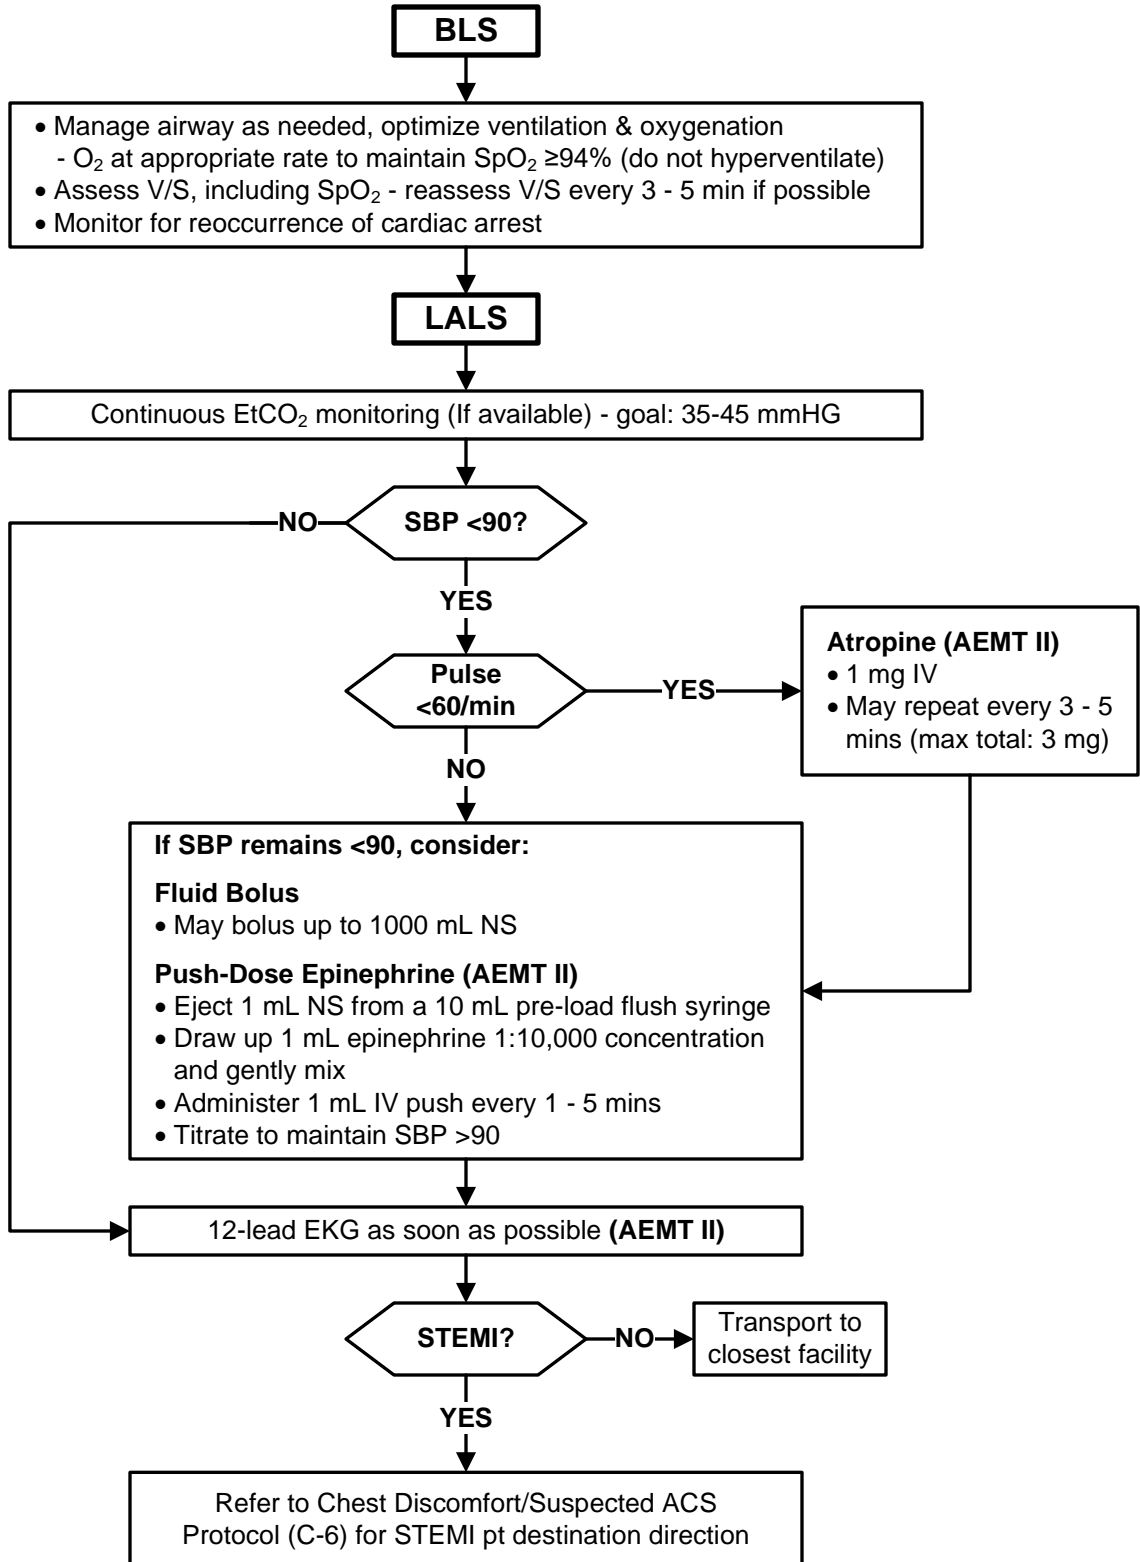 BLS
• Manage airway as needed, optimize ventilation & oxygenation
- O₂ at appropriate rate to maintain SpO₂ ≥94% (do not hyperventilate)
• Assess V/S, including SpO₂ - reassess V/S every 3 - 5 min if possible
• Monitor for reoccurrence of cardiac arrest
LALS
Continuous EtCO₂ monitoring (If available) - goal: 35-45 mmHG
NO
SBP <90?
YES
Pulse
<60/min
YES
Atropine (AEMT II)
• 1 mg IV
• May repeat every 3 - 5
mins (max total: 3 mg)
NO
If SBP remains <90, consider:
Fluid Bolus
• May bolus up to 1000 mL NS
Push-Dose Epinephrine (AEMT II)
• Eject 1 mL NS from a 10 mL pre-load flush syringe
• Draw up 1 mL epinephrine 1:10,000 concentration
and gently mix
• Administer 1 mL IV push every 1 - 5 mins
• Titrate to maintain SBP >90
12-lead EKG as soon as possible (AEMT II)
STEMI?
NO
Transport to
closest facility
YES
Refer to Chest Discomfort/Suspected ACS
Protocol (C-6) for STEMI pt destination direction